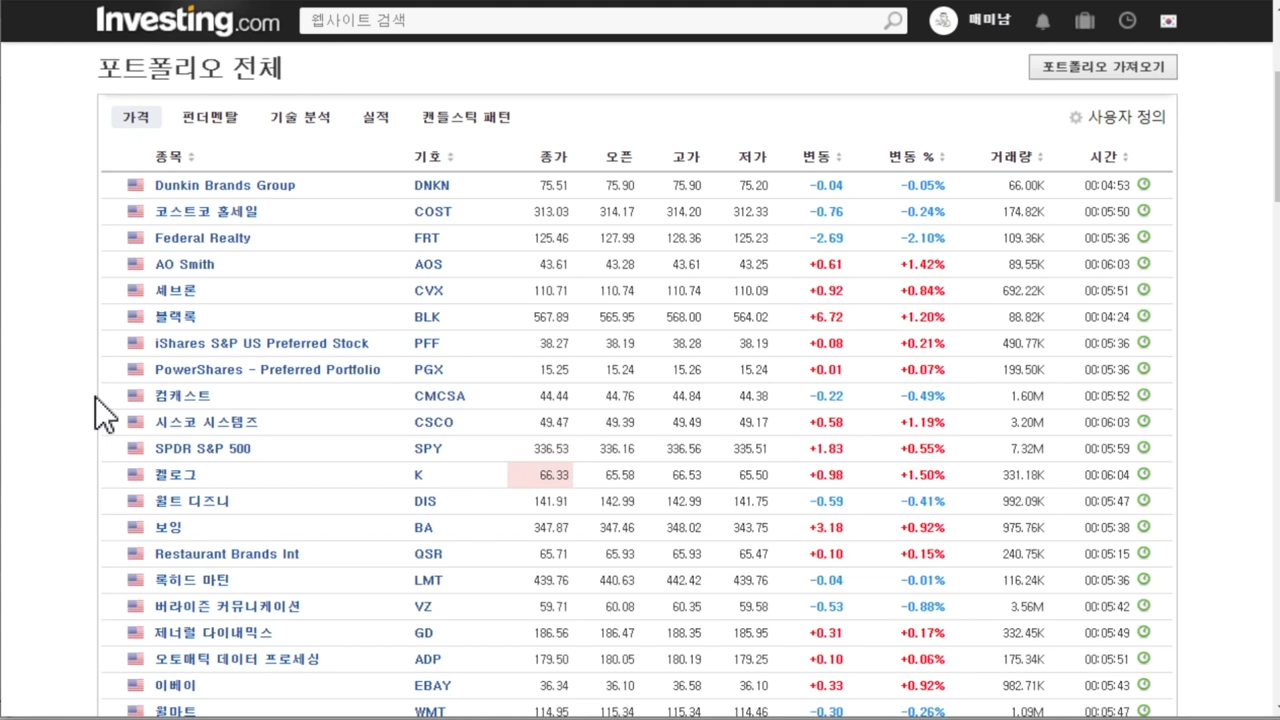 Investing.com 웹사이트 검색 매미남
포트폴리오 전체 포트폴리오 가져오기
가격 펀더멘탈 기술 분석 실적 캔들스틱 패턴 사용자 정의
종목 기호 종가 오픈 고가 저가 변동 변동 % 거래량 시간
Dunkin Brands Group DNKN 75.51 75.90 75.90 75.20 -0.04 -0.05% 66.00K 00:04:53
코스트코 홀세일 COST 313.03 314.17 314.20 312.33 -0.76 -0.24% 174.82K 00:05:50
Federal Realty FRT 125.46 127.99 128.36 125.23 -2.69 -2.10% 109.36K 00:05:36
AO Smith AOS 43.61 43.28 43.61 43.25 +0.61 +1.42% 89.55K 00:06:03
셰브론 CVX 110.71 110.74 110.74 110.09 +0.92 +0.84% 692.22K 00:05:51
블랙록 BLK 567.89 565.95 568.00 564.02 +6.72 +1.20% 88.82K 00:04:24
iShares S&P US Preferred Stock PFF 38.27 38.19 38.28 38.19 +0.08 +0.21% 490.77K 00:05:36
PowerShares - Preferred Portfolio PGX 15.25 15.24 15.26 15.24 +0.01 +0.07% 199.50K 00:05:36
컴캐스트 CMCSA 44.44 44.76 44.84 44.38 -0.22 -0.49% 1.60M 00:05:52
시스코 시스템즈 CSCO 49.47 49.39 49.49 49.17 +0.58 +1.19% 3.20M 00:06:03
SPDR S&P 500 SPY 336.53 336.16 336.56 335.51 +1.83 +0.55% 7.32M 00:05:59
켈로그 K 66.33 65.58 66.53 65.50 +0.98 +1.50% 331.18K 00:06:04
월트 디즈니 DIS 141.91 142.99 142.99 141.75 -0.59 -0.41% 992.09K 00:05:47
보잉 BA 347.87 347.46 348.02 343.75 +3.18 +0.92% 975.76K 00:05:38
Restaurant Brands Int QSR 65.71 65.93 65.93 65.47 +0.10 +0.15% 240.75K 00:05:15
록히드 마틴 LMT 439.76 440.63 442.42 439.76 -0.04 -0.01% 116.24K 00:05:36
버라이즌 커뮤니케이션 VZ 59.71 60.08 60.35 59.58 -0.53 -0.88% 3.56M 00:05:42
제너럴 다이내믹스 GD 186.56 186.47 188.35 185.95 +0.31 +0.17% 332.45K 00:05:49
오토매틱 데이터 프로세싱 ADP 179.50 180.05 180.19 179.25 +0.10 +0.06% 175.34K 00:05:51
이베이 EBAY 36.34 36.10 36.58 36.10 +0.33 +0.92% 982.71K 00:05:43
월마트 WMT 114.95 115.34 115.34 114.46 -0.30 -0.26% 1.09M 00:05:47